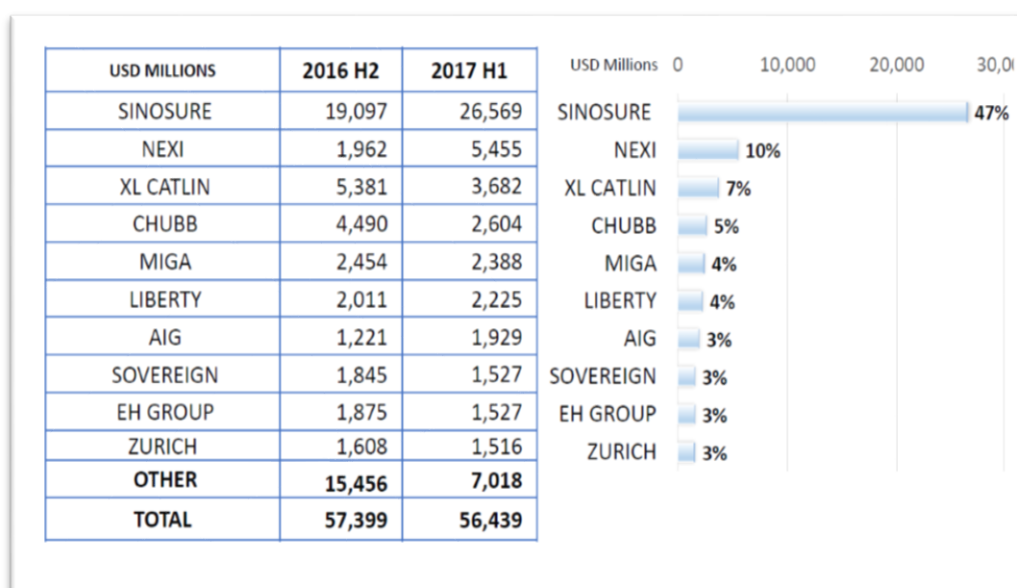 USD MILLIONS 2016 H2 2017 H1
SINOSURE 19,097 26,569
NEXI 1,962 5,455
XL CATLIN 5,381 3,682
CHUBB 4,490 2,604
MIGA 2,454 2,388
LIBERTY 2,011 2,225
AIG 1,221 1,929
SOVEREIGN 1,845 1,527
EH GROUP 1,875 1,527
ZURICH 1,608 1,516
OTHER 15,456 7,018
TOTAL 57,399 56,439
USD Millions 0 10,000 20,000 30,0
SINOSURE 47%
NEXI 10%
XL CATLIN 7%
CHUBB 5%
MIGA 4%
LIBERTY 4%
AIG 3%
SOVEREIGN 3%
EH GROUP 3%
ZURICH 3%